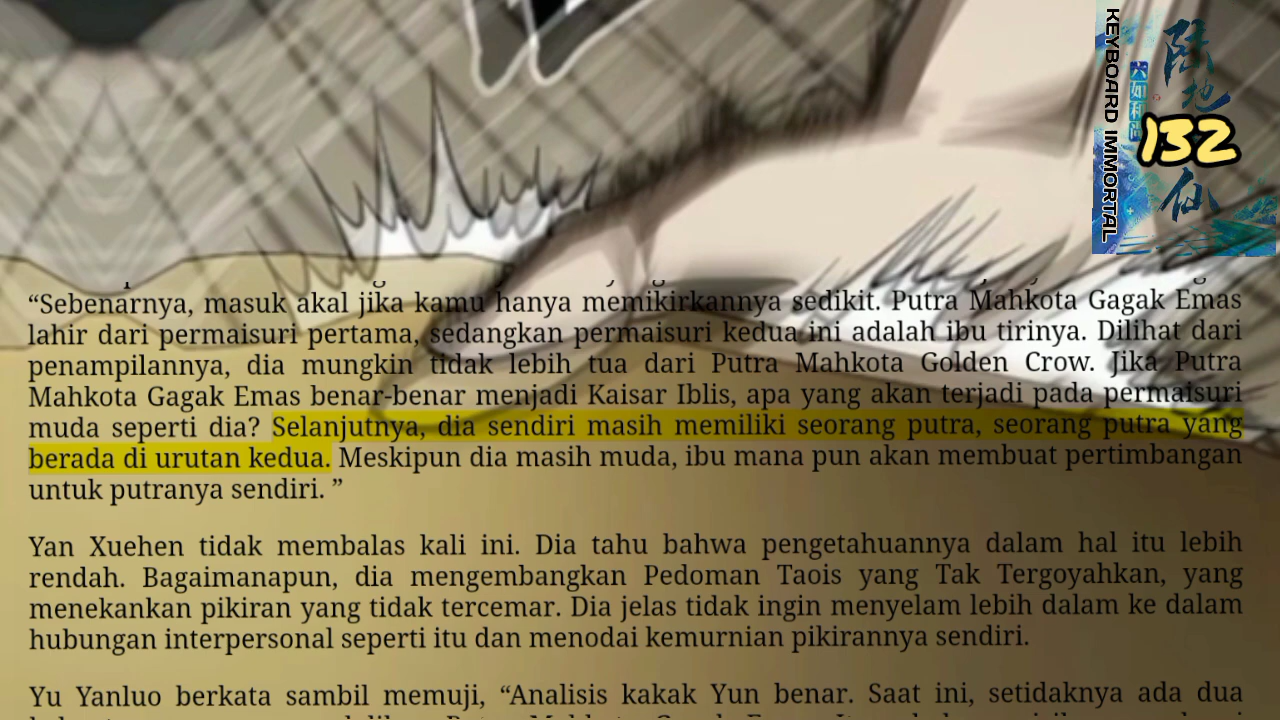 KEYBOARD IMMORTAL
陆地
仙
132
“Sebenarnya, masuk akal jika kamu hanya memikirkannya sedikit. Putra Mahkota Gagak Emas
lahir dari permaisuri pertama, sedangkan permaisuri kedua ini adalah ibu tirinya. Dilihat dari
penampilannya, dia mungkin tidak lebih tua dari Putra Mahkota Golden Crow. Jika Putra
Mahkota Gagak Emas benar-benar menjadi Kaisar Iblis, apa yang akan terjadi pada permaisuri
muda seperti dia? Selanjutnya, dia sendiri masih memiliki seorang putra, seorang putra yang
berada di urutan kedua. Meskipun dia masih muda, ibu mana pun akan membuat pertimbangan
untuk putranya sendiri. ”
Yan Xuehen tidak membalas kali ini. Dia tahu bahwa pengetahuannya dalam hal itu lebih
rendah. Bagaimanapun, dia mengembangkan Pedoman Taois yang Tak Tergoyahkan, yang
menekankan pikiran yang tidak tercemar. Dia jelas tidak ingin menyelam lebih dalam ke dalam
hubungan interpersonal seperti itu dan menodai kemurnian pikirannya sendiri.
Yu Yanluo berkata sambil memuji, “Analisis kakak Yun benar. Saat ini, setidaknya ada dua